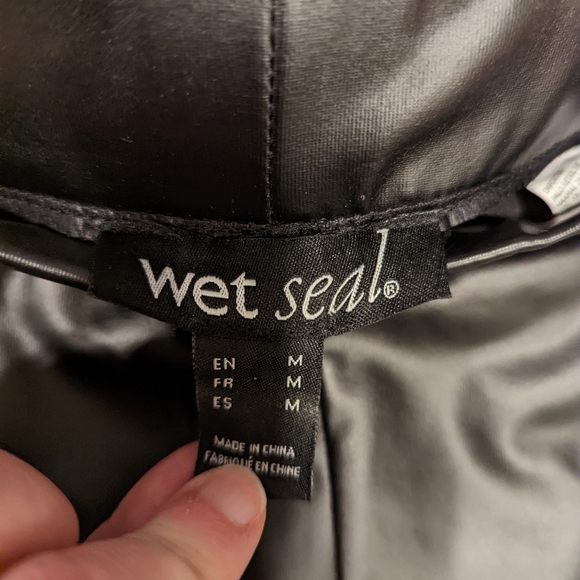 wet seal®
EN M
FR M
ES M
MADE IN CHINA
FABRIQUÉ EN CHINE